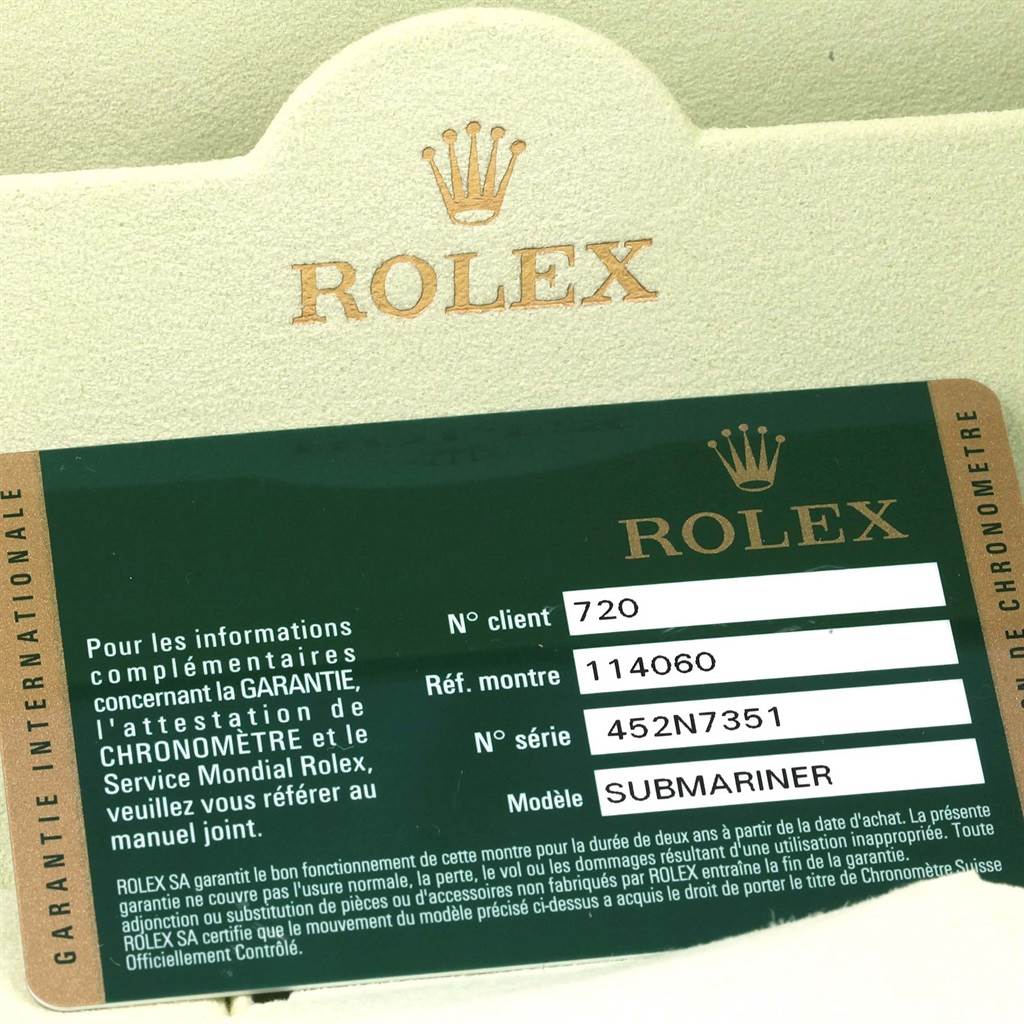 ROLEX
ROLEX
GARANTIE INTERNATIONALE
N DE CHRONOMETRE
N° client 720
Réf. montre 114060
N° série 452N7351
Modèle SUBMARINER
Pour les informations
complémentaires
concernant la GARANTIE,
l'attestation de
CHRONOMÈTRE et le
Service Mondial Rolex,
veuillez vous référer au
manuel joint.
ROLEX SA garantit le bon fonctionnement de cette montre pour la durée de deux ans à partir de la date d'achat. La présente
garantie ne couvre pas l'usure normale, la perte, le vol ou les dommages résultant d'une utilisation inappropriée. Toute
adjonction ou substitution de pièces ou d'accessoires non fabriqués par ROLEX entraîne la fin de la garantie.
ROLEX SA certifie que le mouvement du modèle précisé ci-dessus a acquis le droit de porter le titre de Chronomètre Suisse
Officiellement Contrôlé.